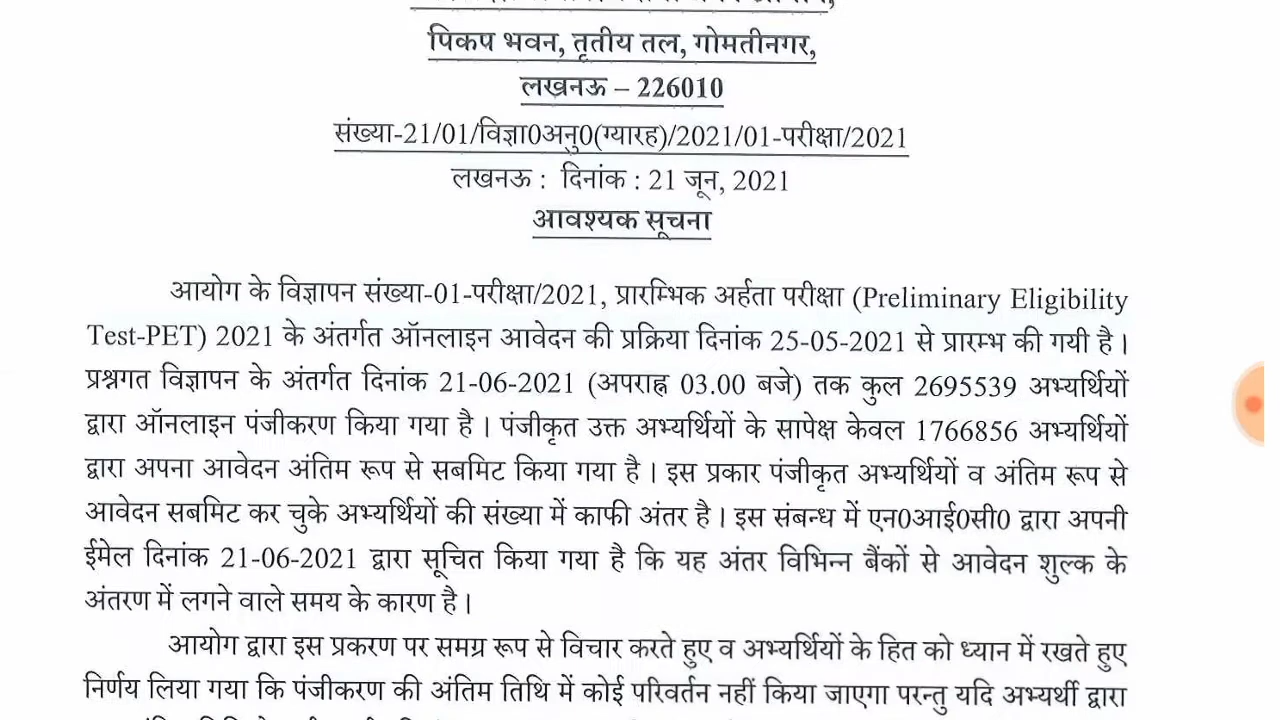 पिकप भवन, तृतीय तल, गोमतीनगर,
लखनऊ – 226010
संख्या-21/01/विज्ञा0अनु0(ग्यारह)/2021/01-परीक्षा/2021
लखनऊ : दिनांक : 21 जून, 2021
आवश्यक सूचना
आयोग के विज्ञापन संख्या-01-परीक्षा/2021, प्रारम्भिक अर्हता परीक्षा (Preliminary Eligibility
Test-PET) 2021 के अंतर्गत ऑनलाइन आवेदन की प्रक्रिया दिनांक 25-05-2021 से प्रारम्भ की गयी है।
प्रश्नगत विज्ञापन के अंतर्गत दिनांक 21-06-2021 (अपराह्न 03.00 बजे) तक कुल 2695539 अभ्यर्थियों
द्वारा ऑनलाइन पंजीकरण किया गया है। पंजीकृत उक्त अभ्यर्थियों के सापेक्ष केवल 1766856 अभ्यर्थियों
द्वारा अपना आवेदन अंतिम रूप से सबमिट किया गया है। इस प्रकार पंजीकृत अभ्यर्थियों व अंतिम रूप से
आवेदन सबमिट कर चुके अभ्यर्थियों की संख्या में काफी अंतर है। इस संबन्ध में एन0आई0सी0 द्वारा अपनी
ईमेल दिनांक 21-06-2021 द्वारा सूचित किया गया है कि यह अंतर विभिन्न बैंकों से आवेदन शुल्क के
अंतरण में लगने वाले समय के कारण है।
आयोग द्वारा इस प्रकरण पर समग्र रूप से विचार करते हुए व अभ्यर्थियों के हित को ध्यान में रखते हुए
निर्णय लिया गया कि पंजीकरण की अंतिम तिथि में कोई परिवर्तन नहीं किया जाएगा परन्तु यदि अभ्यर्थी द्वारा